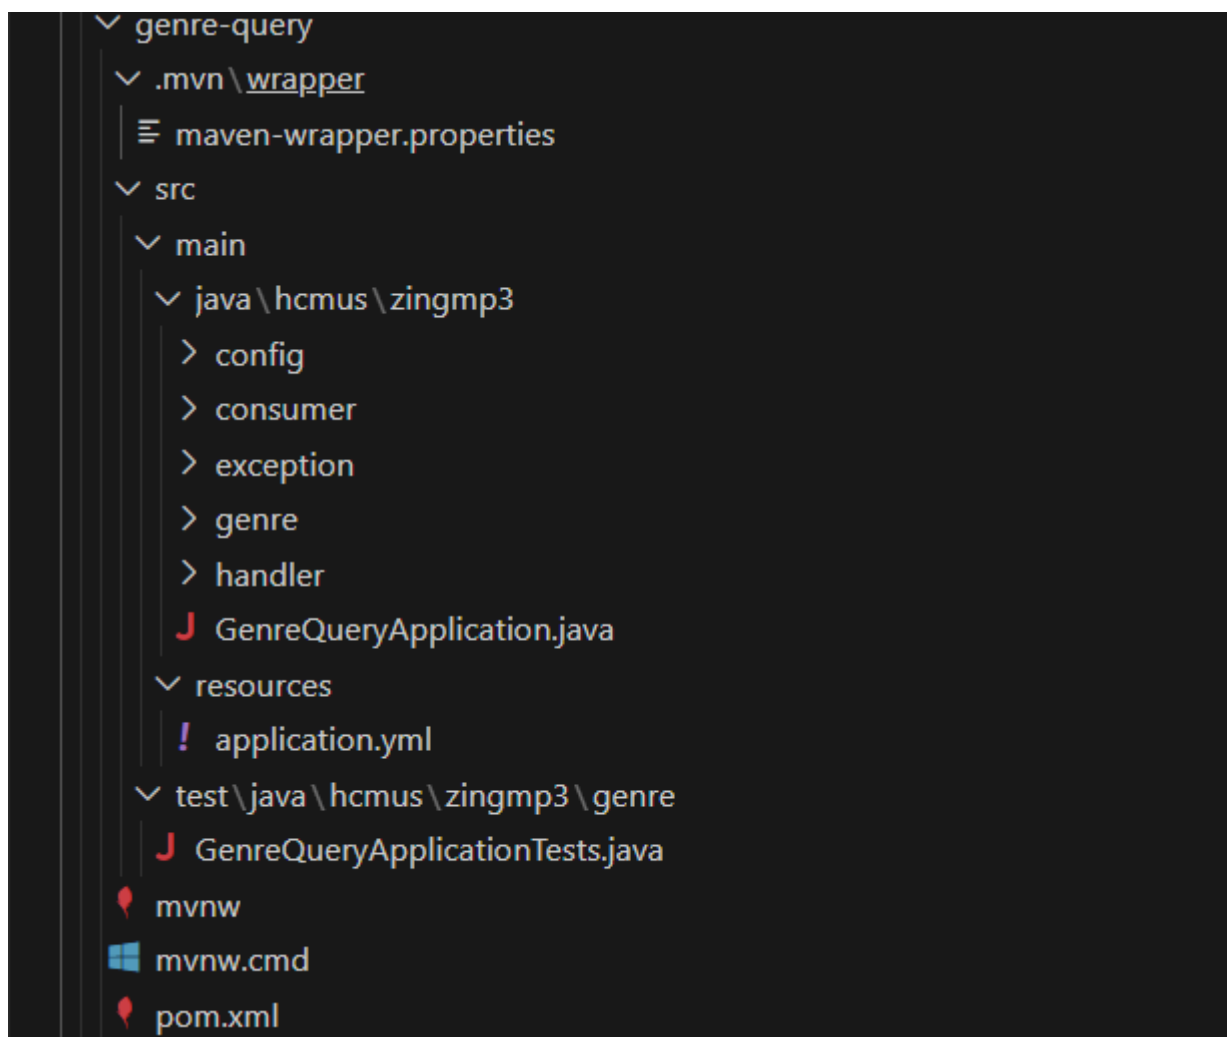 genre-query
.mvn\wrapper
maven-wrapper.properties
src
main
java\hcmus\zingmp3
config
consumer
exception
genre
handler
GenreQueryApplication.java
resources
application.yml
test\java\hcmus\zingmp3\genre
GenreQueryApplicationTests.java
mvnw
mvnw.cmd
pom.xml